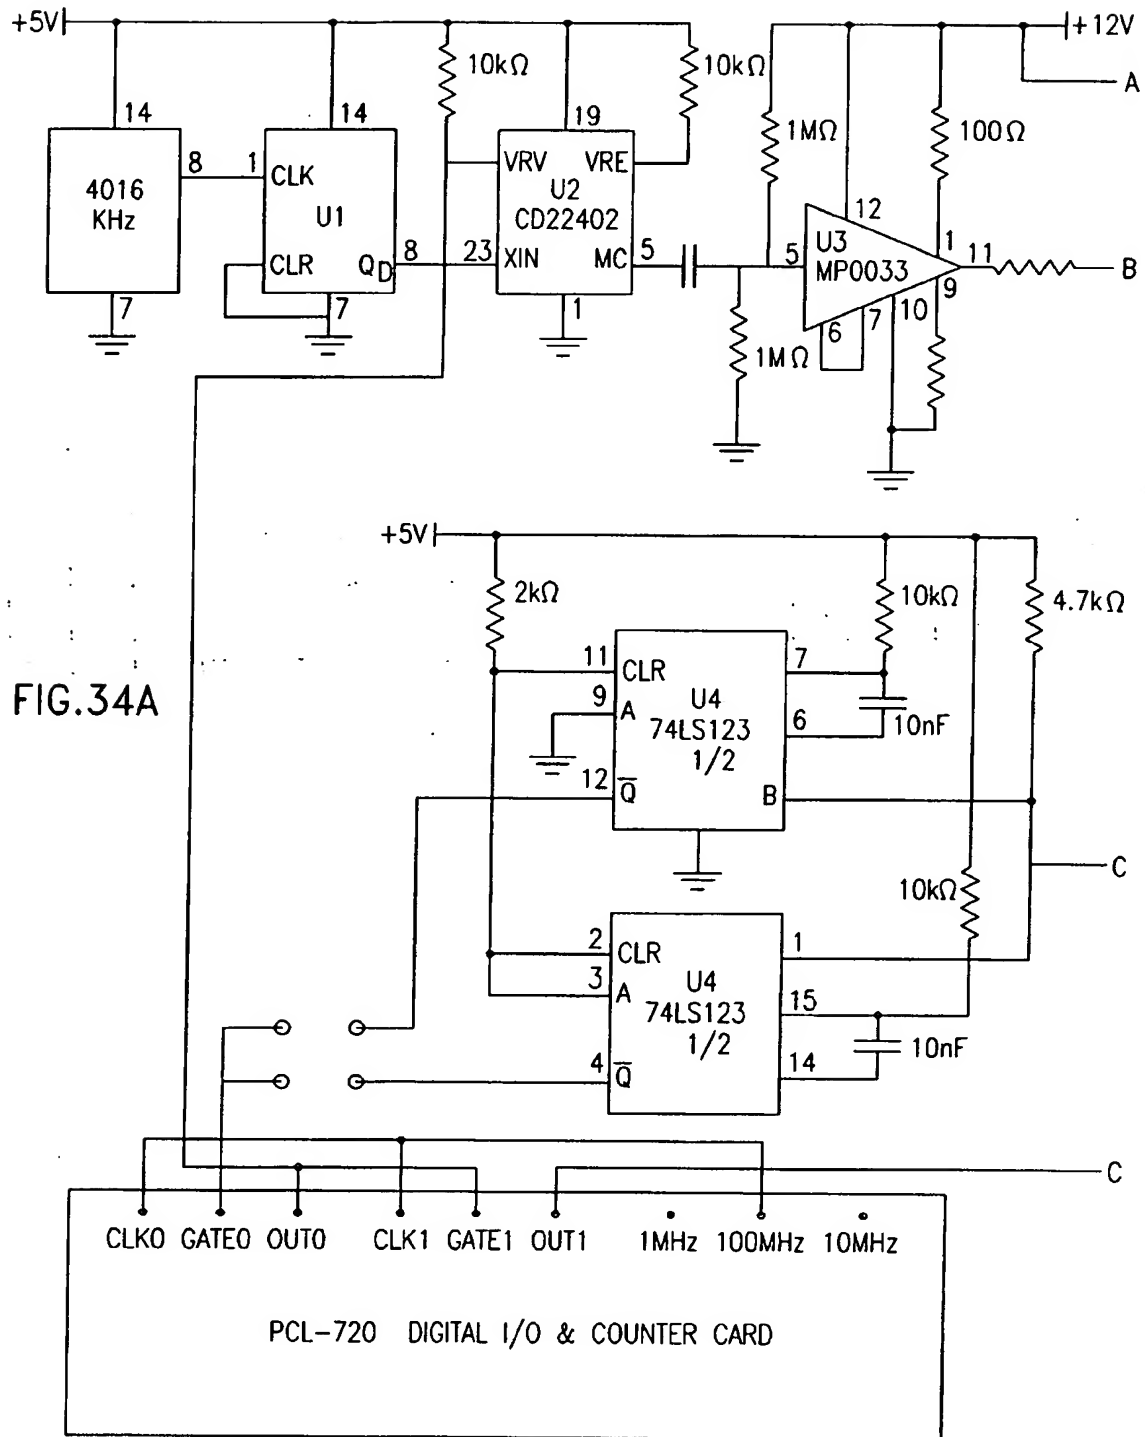 +5V
+12V
10kΩ
10kΩ
A
14
14
19
1MΩ
100Ω
8
1
CLK
VRV
VRE
4016
KHz
U1
U2
CD22402
12
U3
MP0033
5
1
11
B
CLR
QD
8
23
XIN
MC
5
9
10
7
7
1
6
7
1MΩ
+5V
2kΩ
10kΩ
4.7kΩ
11
CLR
7
FIG.34A
9
A
U4
74LS123
1/2
6
10nF
12
Q̅
B
C
10kΩ
2
CLR
1
3
A
U4
74LS123
1/2
15
10nF
4
Q̅
14
C
CLK0 GATE0 OUT0 CLK1 GATE1 OUT1 1MHz 100MHz 10MHz
PCL-720 DIGITAL I/O & COUNTER CARD